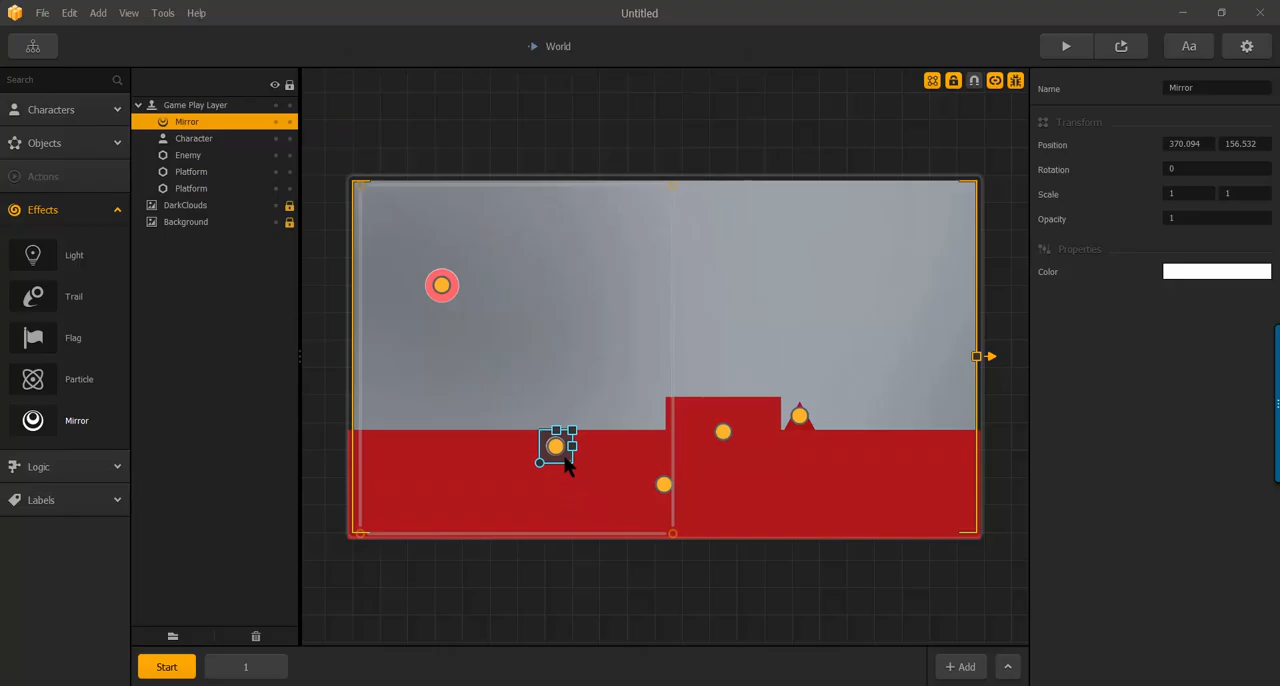 File Edit Add View Tools Help
Untitled
World
Aa
Search
Characters
Objects
Actions
Effects
Light
Trail
Flag
Particle
Mirror
Logic
Labels
Game Play Layer
Mirror
Character
Enemy
Platform
Platform
DarkClouds
Background
Name Mirror
Transform
Position 370.094 156.532
Rotation 0
Scale 1 1
Opacity 1
Properties
Color
Start 1
+ Add